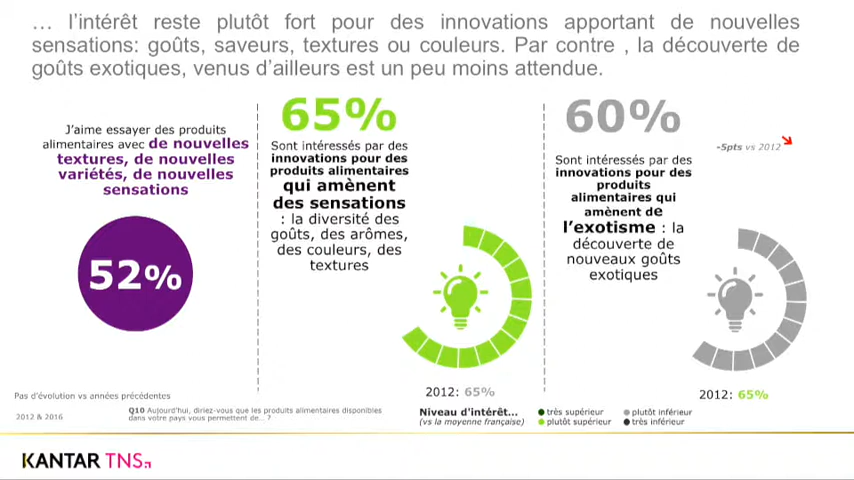 … l’intérêt reste plutôt fort pour des innovations apportant de nouvelles
sensations: goûts, saveurs, textures ou couleurs. Par contre , la découverte de
goûts exotiques, venus d’ailleurs est un peu moins attendue.
J’aime essayer des produits
alimentaires avec de nouvelles
textures, de nouvelles
variétés, de nouvelles
sensations
52%
65%
Sont intéressés par des
innovations pour des
produits alimentaires
qui amènent
des sensations
: la diversité des
goûts, des arômes,
des couleurs, des
textures
2012: 65%
60%
-5pts vs 2012
Sont intéressés par des
innovations pour des
produits
alimentaires qui
amènent de
l’exotisme : la
découverte de
nouveaux goûts
exotiques
2012: 65%
Pas d’évolution vs années précédentes
2012 & 2016
Q10 Aujourd’hui, diriez-vous que les produits alimentaires disponibles
dans votre pays vous permettent de… ?
Niveau d’intérêt…
(vs la moyenne française)
très supérieur
plutôt supérieur
plutôt inférieur
très inférieur
KANTAR TNS